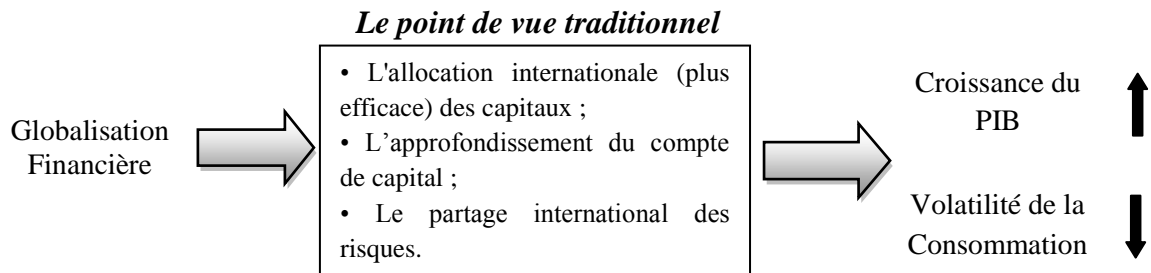 Le point de vue traditionnel
Globalisation
Financière
• L'allocation internationale (plus
efficace) des capitaux ;
• L’approfondissement du compte
de capital ;
• Le partage international des
risques.
Croissance du
PIB
Volatilité de la
Consommation